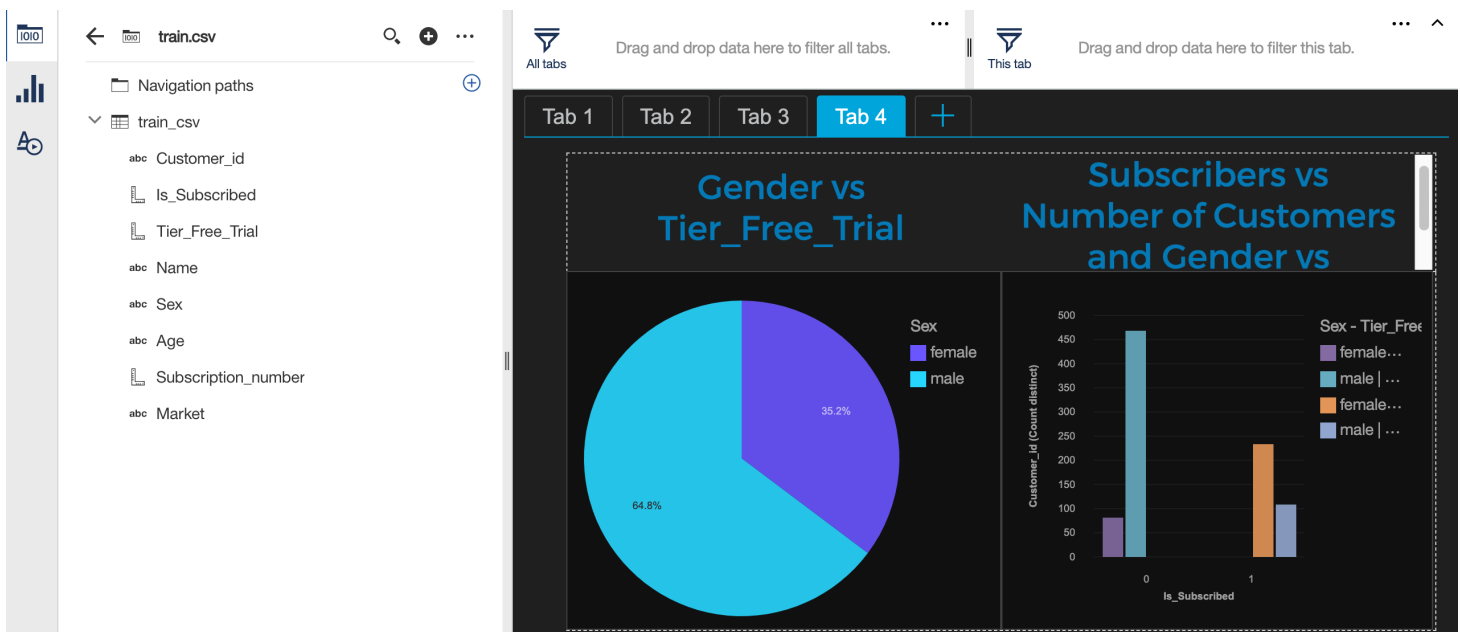 train.csv
Navigation paths
train_csv
abc Customer_id
Is_Subscribed
Tier_Free_Trial
abc Name
abc Sex
abc Age
Subscription_number
abc Market
All tabs
Drag and drop data here to filter all tabs.
This tab
Drag and drop data here to filter this tab.
Tab 1
Tab 2
Tab 3
Tab 4
Gender vs
Tier_Free_Trial
Subscribers vs
Number of Customers
and Gender vs
Sex
female
male
35.2%
64.8%
Customer_id (Count distinct)
500
450
400
350
300
250
200
150
100
50
0
0
1
Is_Subscribed
Sex - Tier_Free
female...
male | ...
female...
male | ...